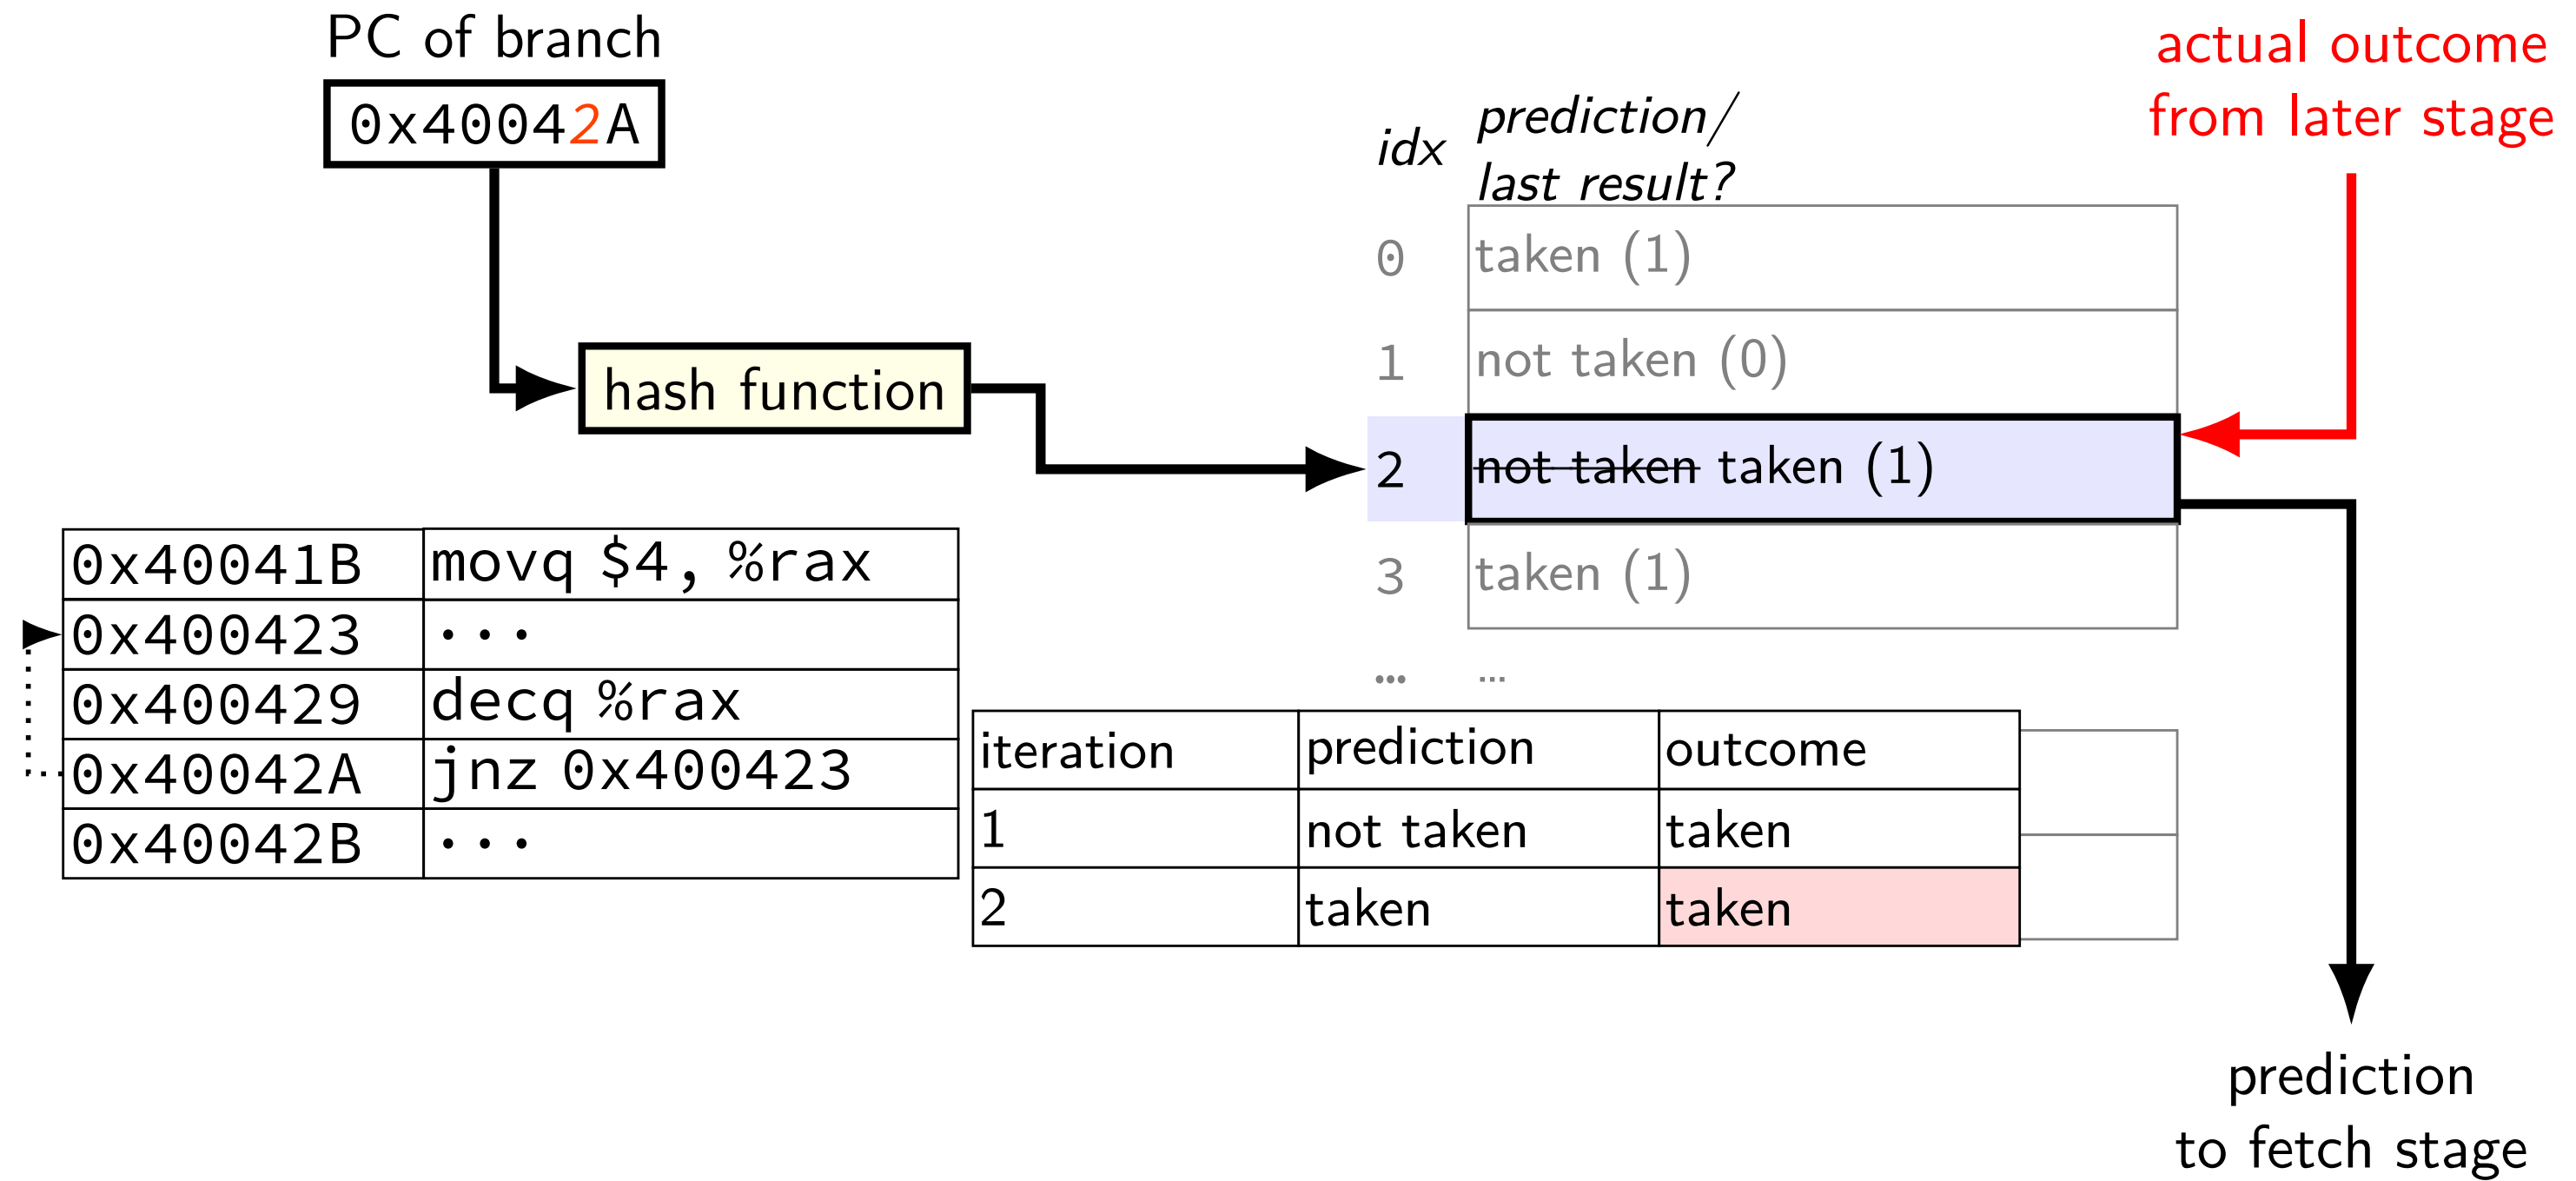 PC of branch
0x40042A
actual outcome
from later stage
idx
prediction/
last result?
0 taken (1)
1 not taken (0)
hash function
2 not taken taken (1)
3 taken (1)
... ...
0x40041B movq $4, %rax
0x400423 ...
0x400429 decq %rax
0x40042A jnz 0x400423
0x40042B ...
iteration prediction outcome
1 not taken taken
2 taken taken
prediction
to fetch stage